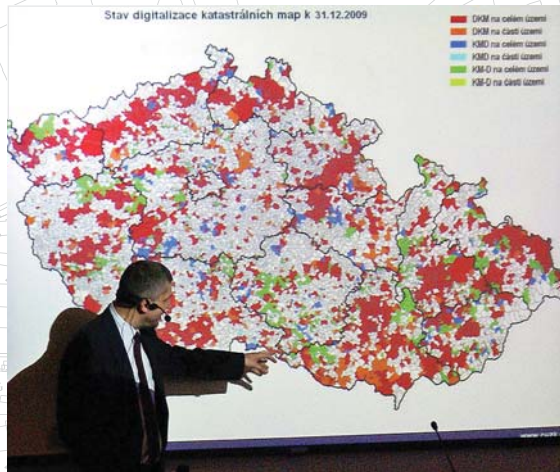 Stav digitalizace katastrálních map k 31.12.2009
DKM na celém území
DKM na části území
KMD na celém území
KMD na části území
KM-D na celém území
KM-D na části území